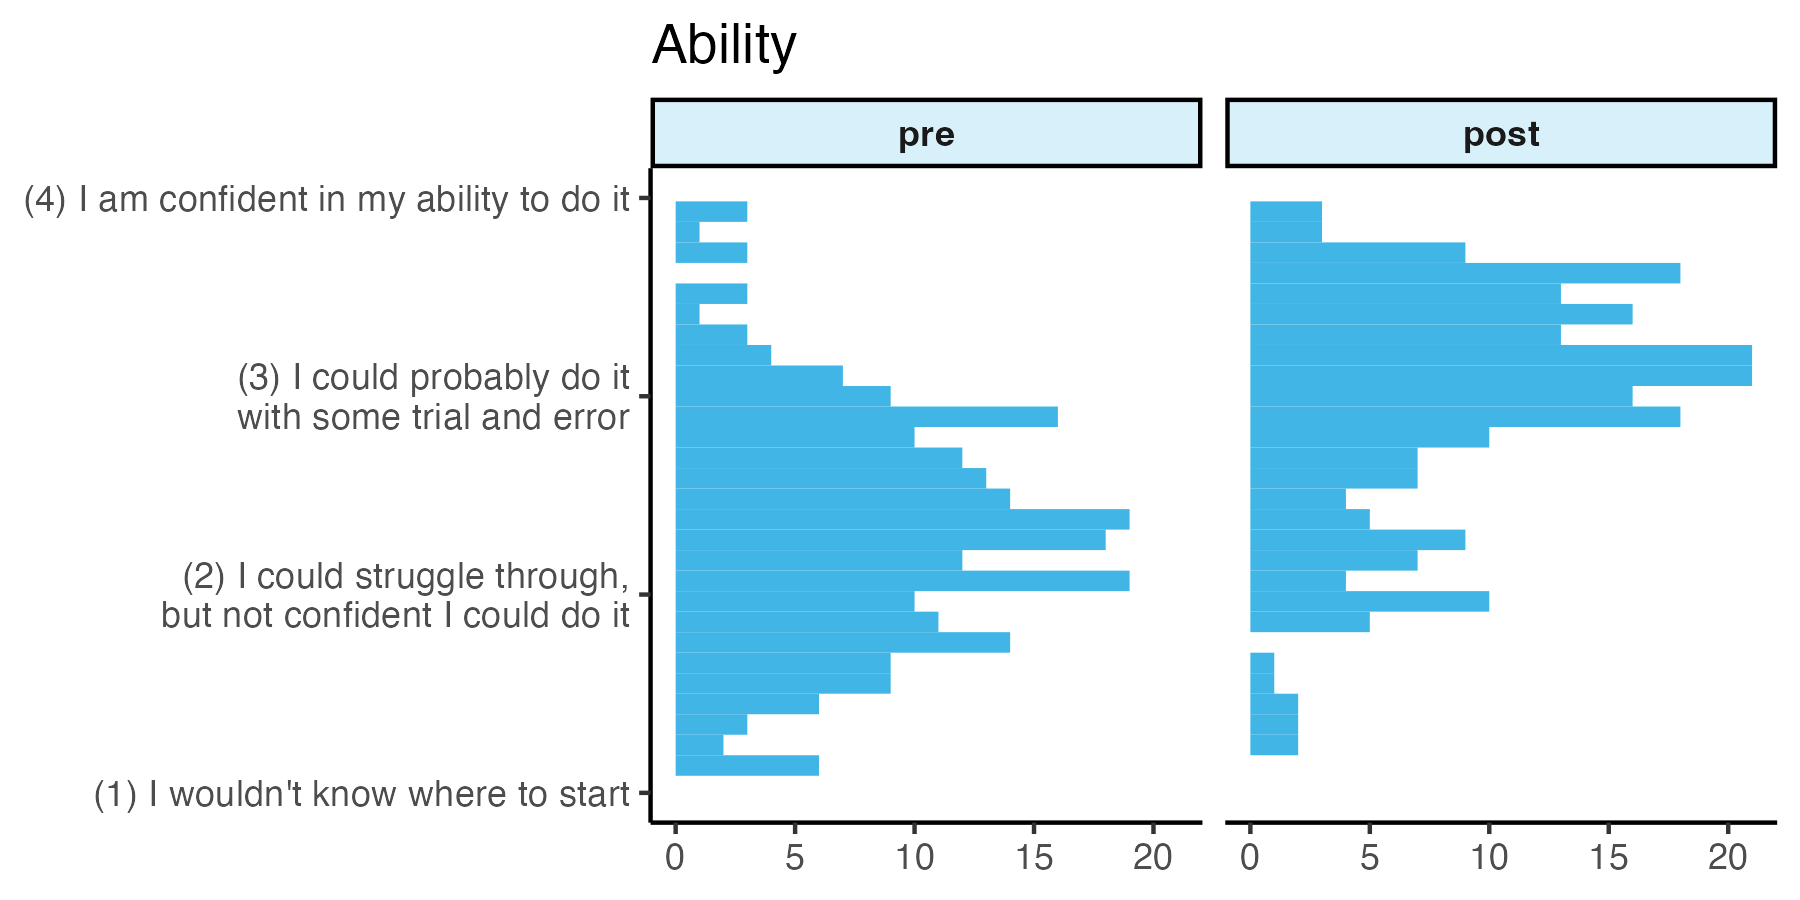 Ability
pre
post
(4) I am confident in my ability to do it
(3) I could probably do it
with some trial and error
(2) I could struggle through,
but not confident I could do it
(1) I wouldn't know where to start
0 5 10 15 20
0 5 10 15 20